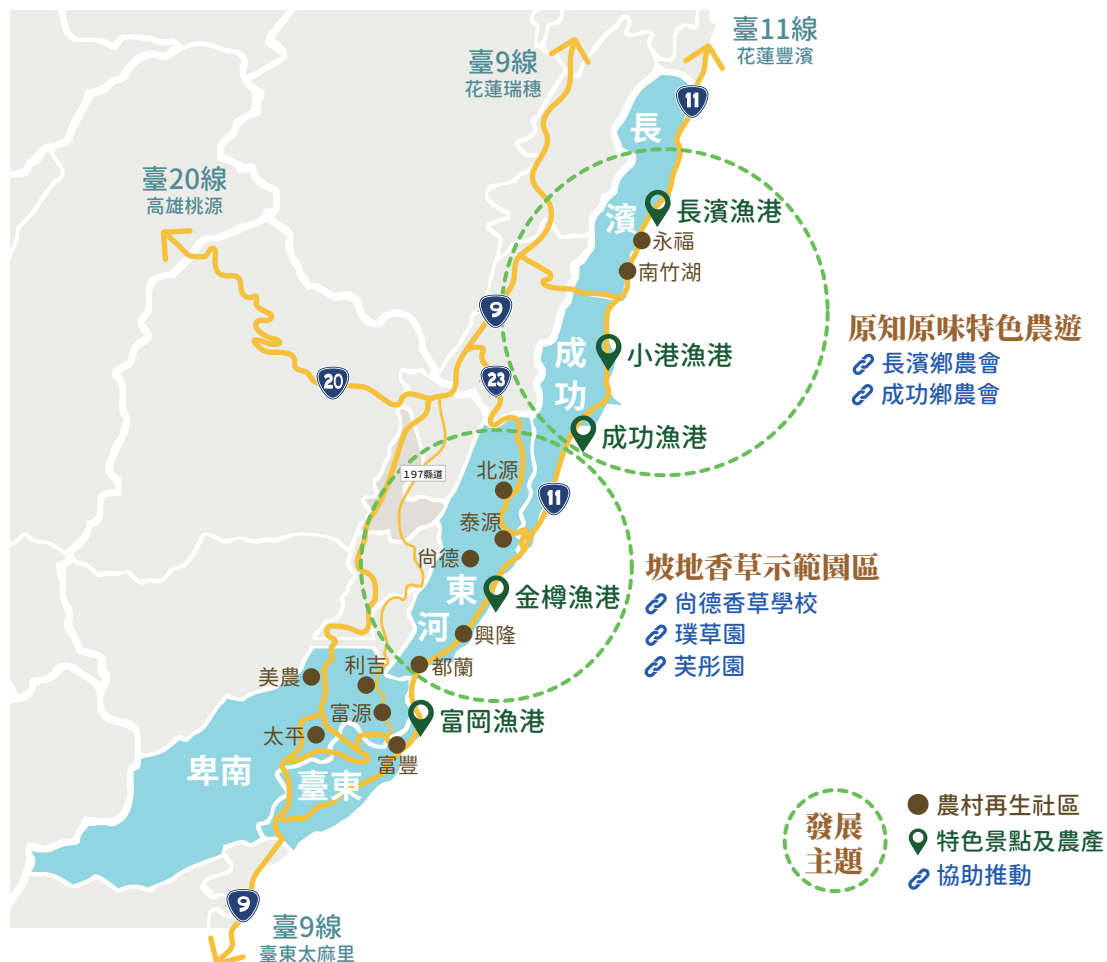 臺11線
花蓮豐濱
臺9線
花蓮瑞穗
11
長
臺20線
高雄桃源
濱
長濱漁港
永福
南竹湖
9
原知原味特色農遊
長濱鄉農會
成功鄉農會
成
功
小港漁港
20
23
成功漁港
197縣道
北源
11
泰源
尚德
東
河
金樽漁港
坡地香草示範園區
尚德香草學校
璞草園
芙彤園
興隆
都蘭
利吉
美農
富源
富岡漁港
太平
富豐
卑南
臺東
發展
主題
農村再生社區
特色景點及農產
協助推動
9
臺9線
臺東太麻里